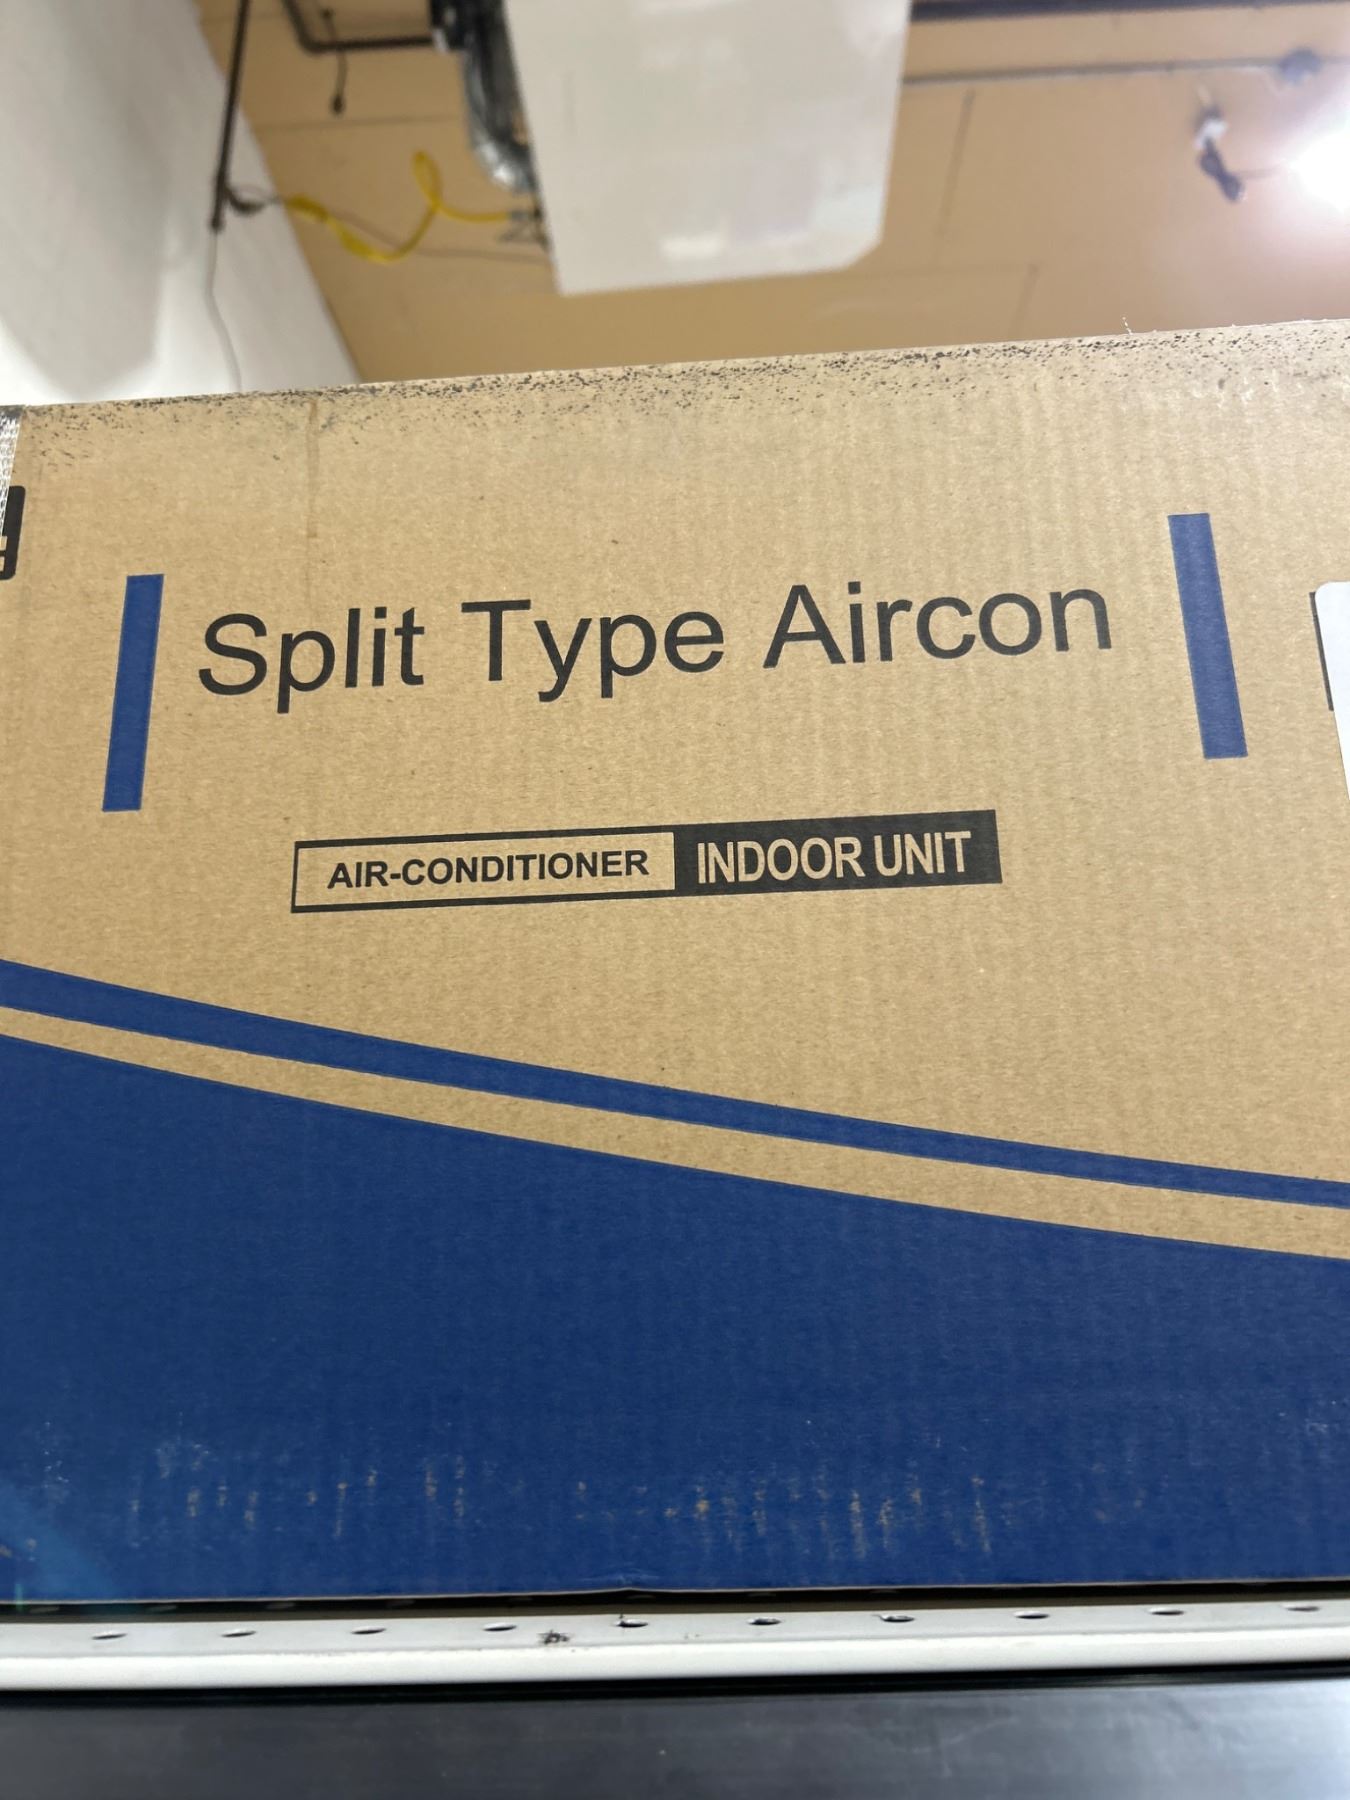 Split Type Aircon
AIR-CONDITIONER INDOOR UNIT